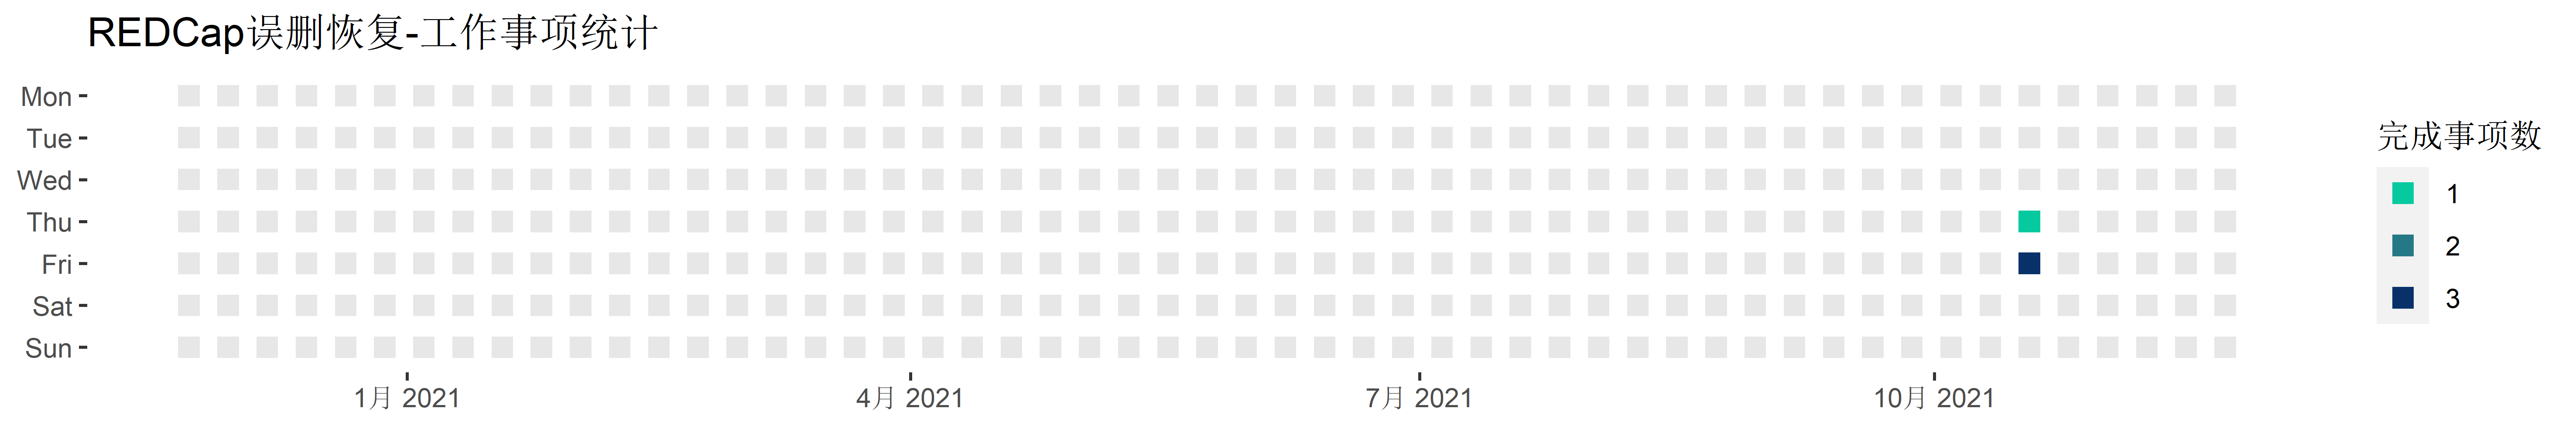 REDCap误删恢复-工作事项统计
Mon
Tue
Wed
Thu
Fri
Sat
Sun
1月 2021
4月 2021
7月 2021
10月 2021
完成事项数
1
2
3